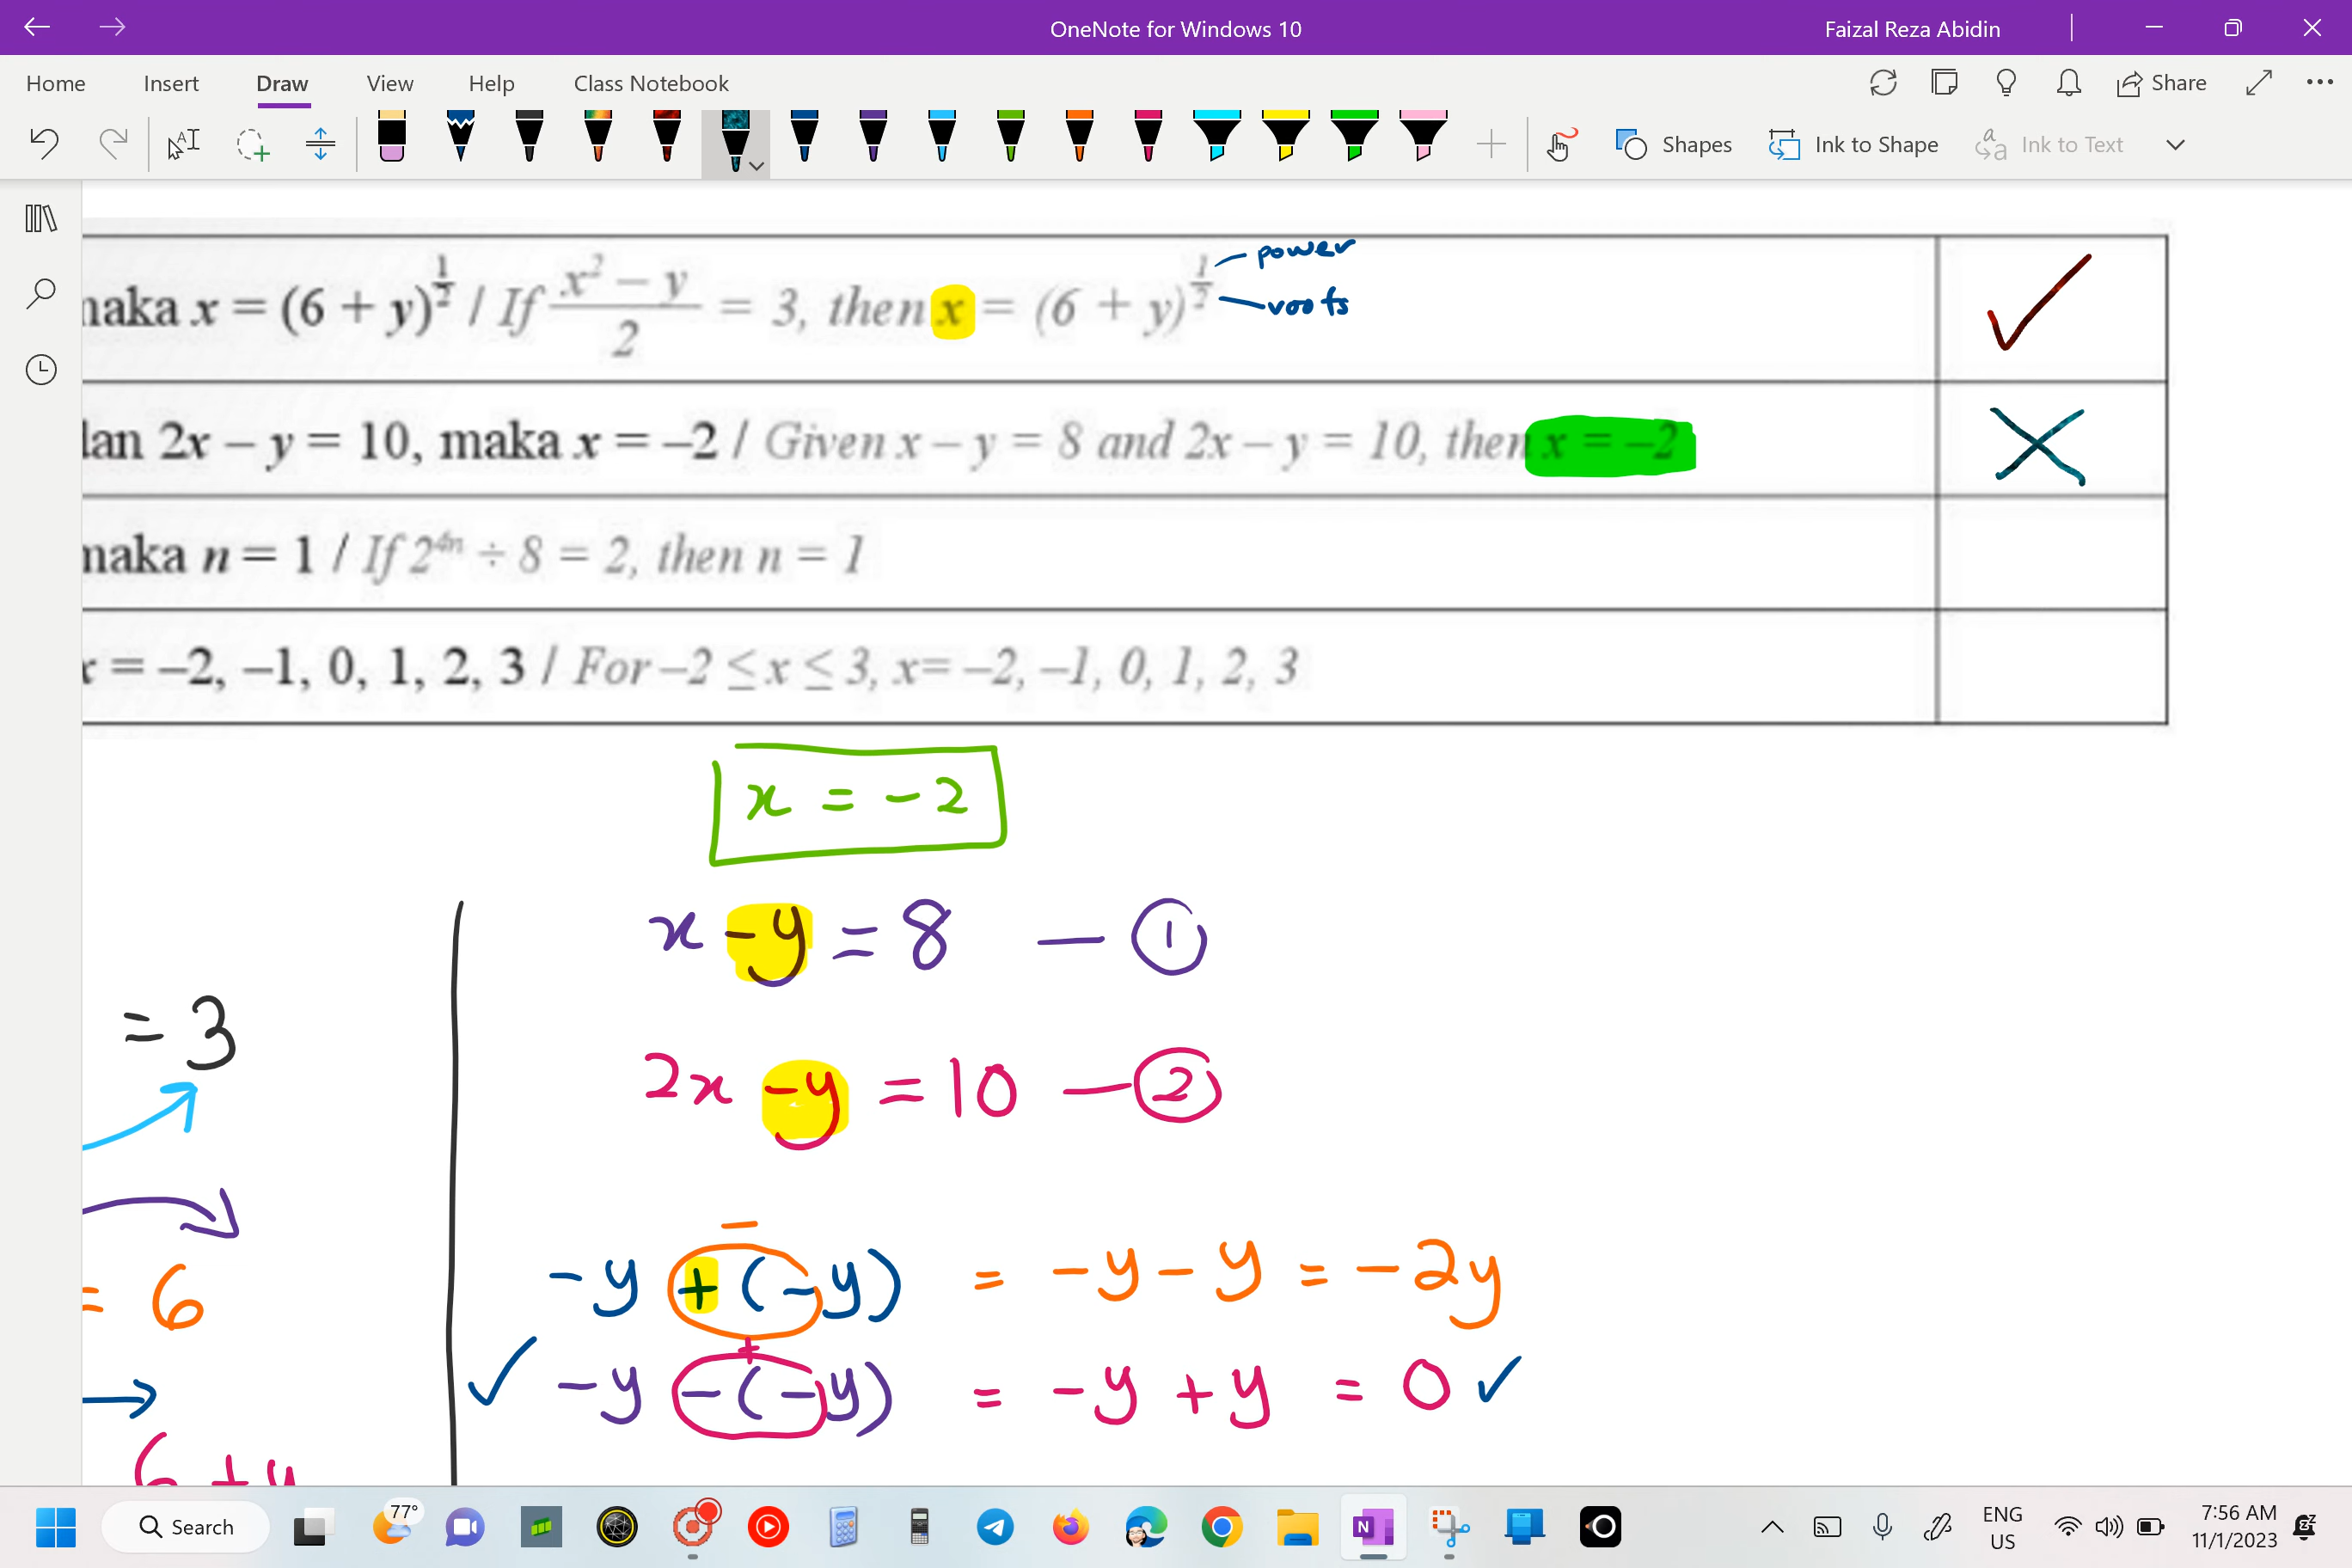 OneNote for Windows 10
Faizal Reza Abidin
Home Insert Draw View Help Class Notebook Share
Shapes Ink to Shape Ink to Text
naka x = (6 + y)^{1/2} / If \frac{x² − y}{2} = 3, then x = (6 + y)^{1/2}
power
roots
✓
lan 2x – y = 10, maka x = –2 / Given x – y = 8 and 2x – y = 10, then x = –2
X
naka n = 1 / If 2^{4n} ÷ 8 = 2, then n = 1
x = –2, –1, 0, 1, 2, 3 / For –2 ≤ x ≤ 3, x= –2, –1, 0, 1, 2, 3
x = -2
x - y = 8 — ①
= 3
2x - y = 10 — ②
−
-y + (-y) = -y - y = -2y
= 6
+
✓ -y - (-y) = -y + y = 0 ✓
6 + y
77°
Search
ENG
US
7:56 AM
11/1/2023